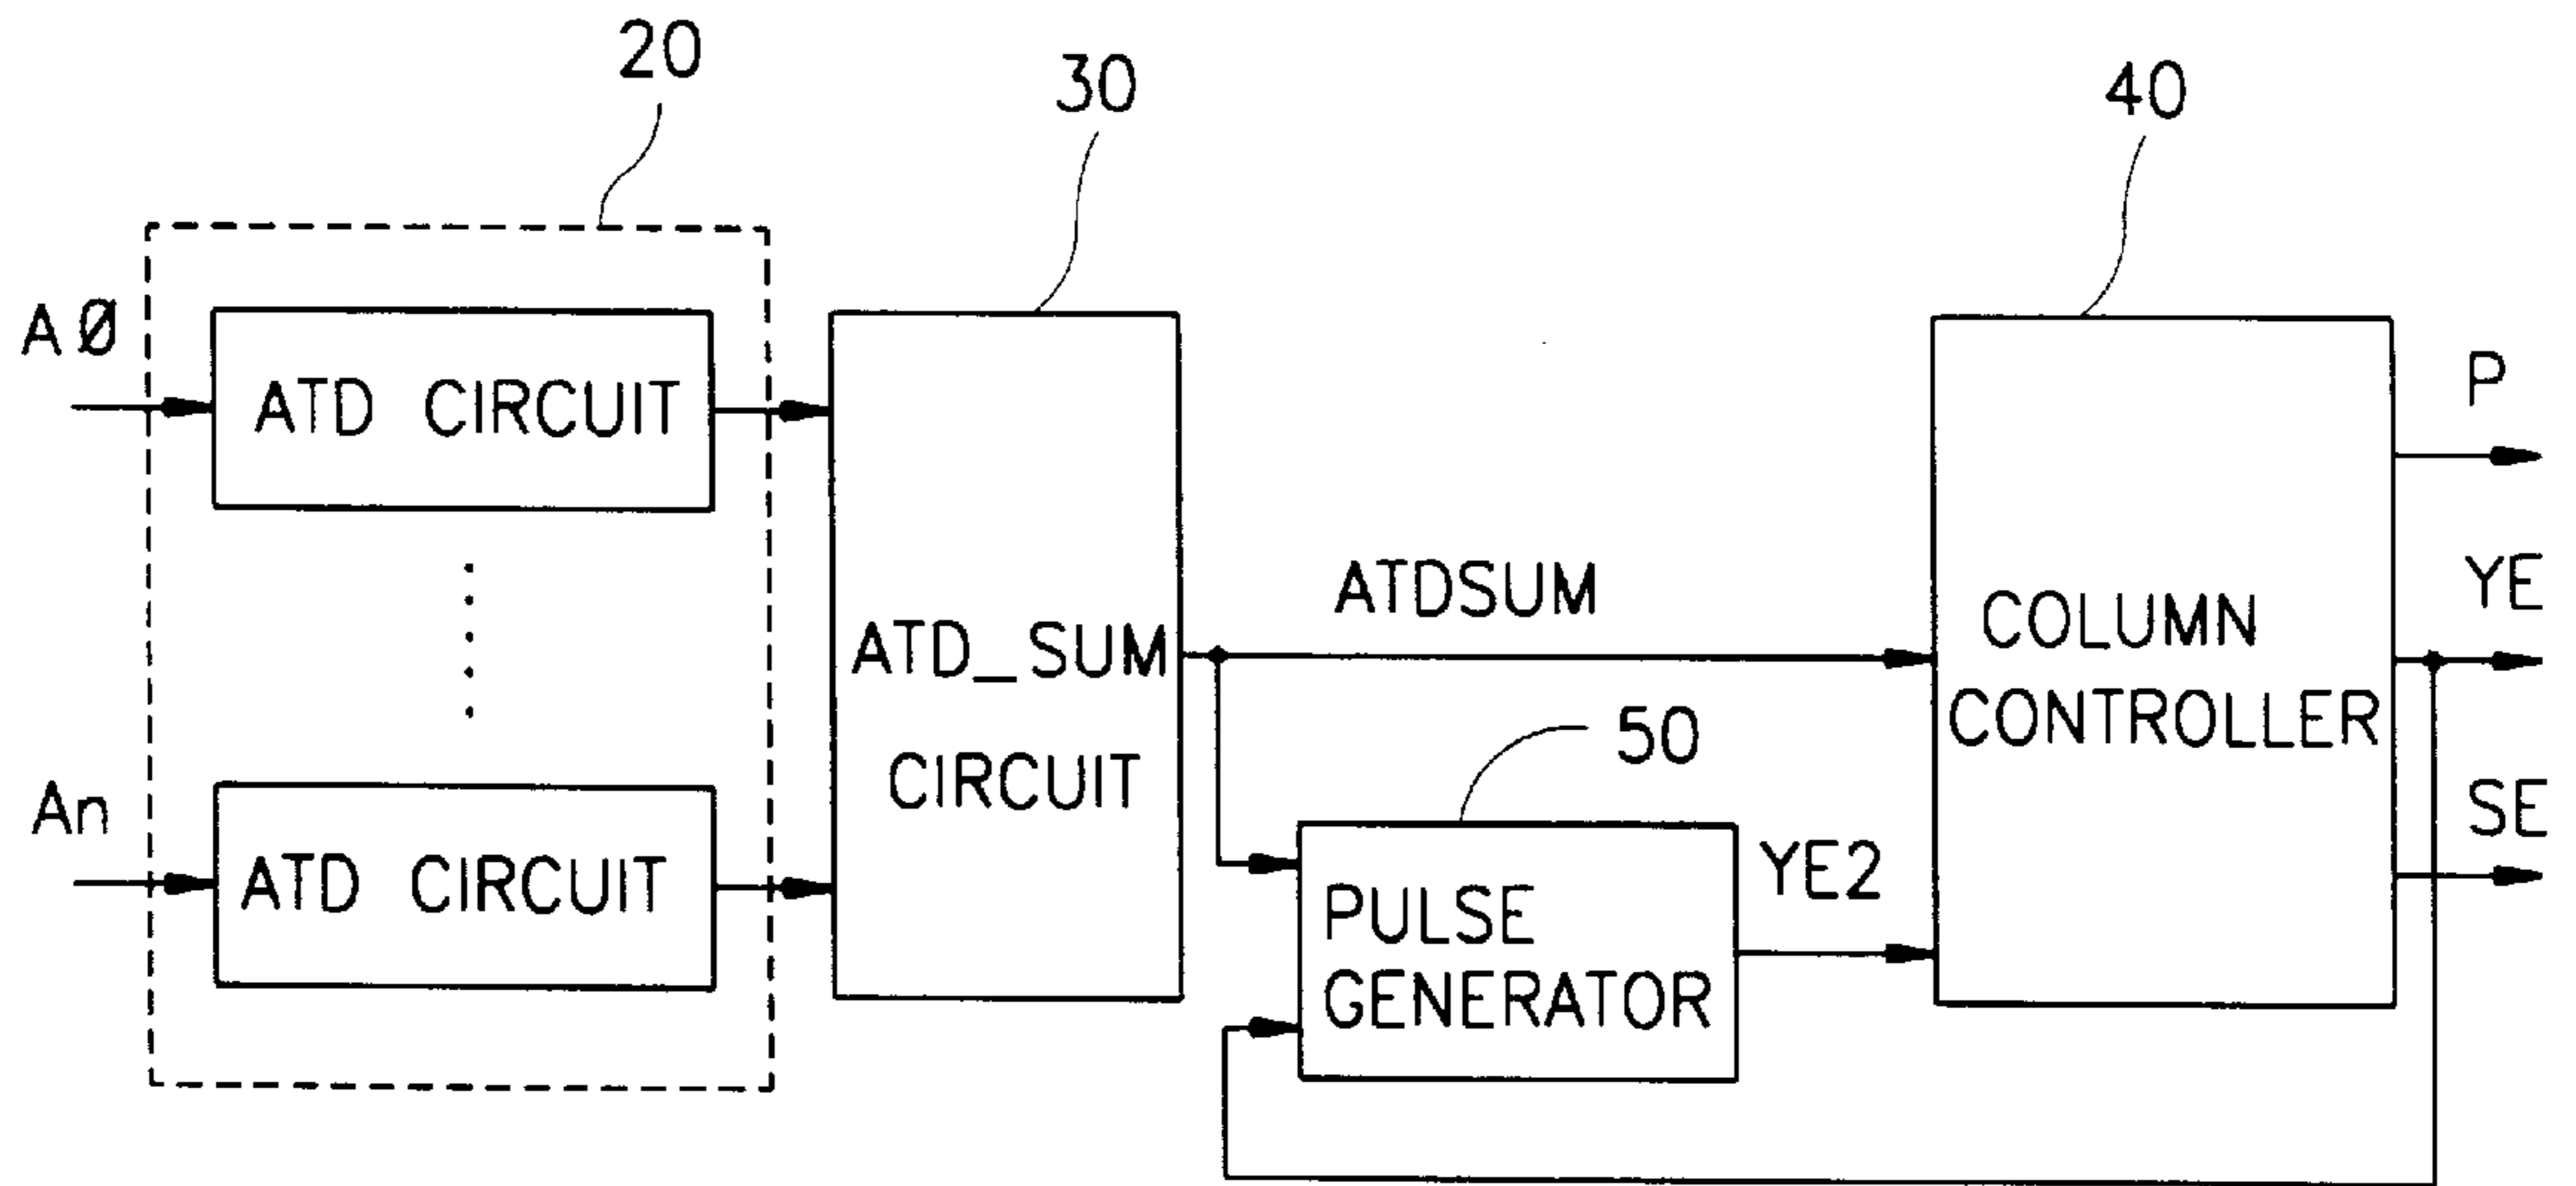 20
30
40
AØ
ATD CIRCUIT
P
YE
ATDSUM
COLUMN
CONTROLLER
ATD_SUM
CIRCUIT
50
An
ATD CIRCUIT
SE
YE2
PULSE
GENERATOR